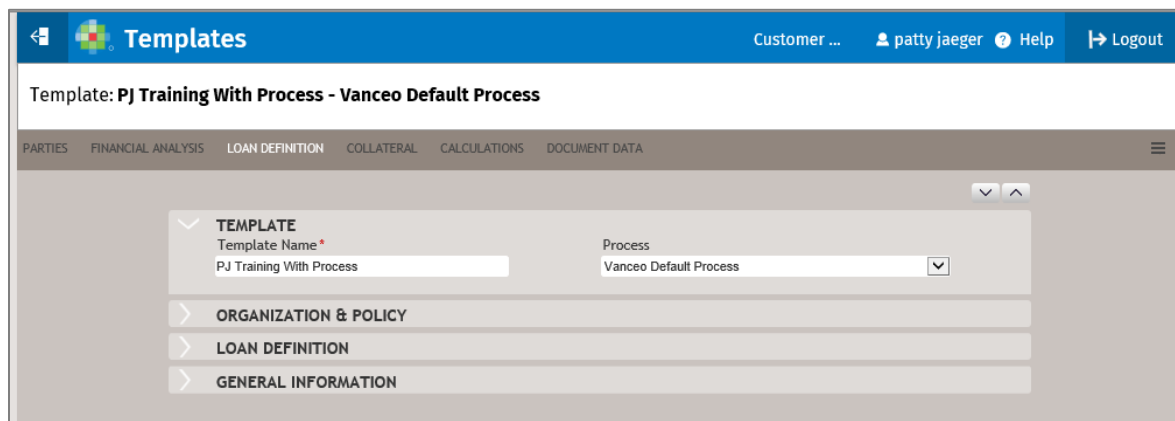 Templates
Customer ...
patty jaeger
? Help
Logout
Template: PJ Training With Process - Vanceo Default Process
PARTIES FINANCIAL ANALYSIS LOAN DEFINITION COLLATERAL CALCULATIONS DOCUMENT DATA
TEMPLATE
Template Name* Process
PJ Training With Process Vanceo Default Process
ORGANIZATION & POLICY
LOAN DEFINITION
GENERAL INFORMATION